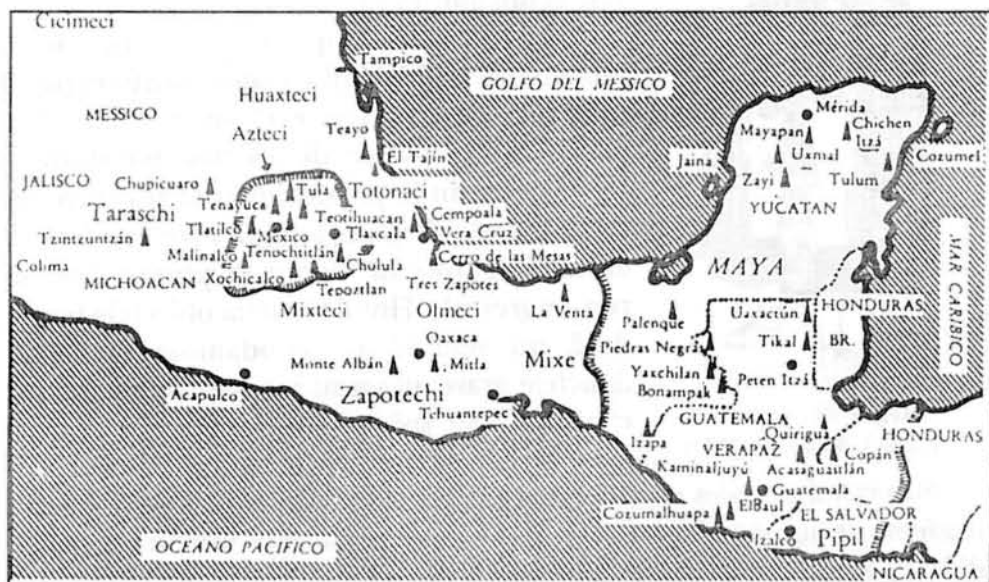 Cicimeci
Tampico
GOLFO DEL MESSICO
Huaxteci
MESSICO
Mérida
Azteci
Teayo
Mayapan
Chichen
Itzá
El Tajín
Jaina
Uxmal
Cozumel
JALISCO
Chupicuaro
Tula
Totonaci
Zayi
Tulum
Tenayuca
Teotihuacan
Cempoala
YUCATAN
Taraschi
Tlatilco
Mexico
Tlaxcala
Vera Cruz
Tzintzuntzán
Malinalco
Tenochtitlán
Cholula
Cerro de las Mesas
MAR CARIBICO
Colima
MICHOACAN
Xochicalco
Tepoztlan
Tres Zapotes
MAYA
Mixteci
Olmeci
La Venta
Palenque
Uaxactún
HONDURAS
BR.
Oaxaca
Mixe
Piedras Negras
Tikal
Monte Albán
Mitla
Yaxchilan
Peten Itzá
Acapulco
Zapotechi
Bonampak
Tehuantepec
GUATEMALA
Quiriguá
HONDURAS
Izapa
VERAPAZ
Copán
Kaminaljuyú
Acasaguastlán
Guatemala
Cozumalhuapa
El Baul
EL SALVADOR
OCEANO PACIFICO
Izalco
Pipil
NICARAGUA